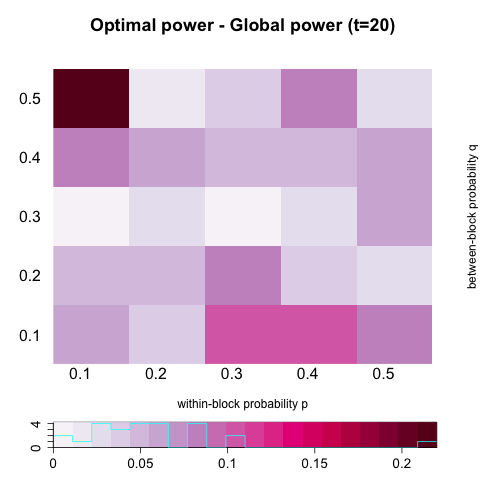 Optimal power - Global power (t=20)
0.5
0.4
0.3
0.2
0.1
between-block probability q
0.1 0.2 0.3 0.4 0.5
within-block probability p
0 4
0 0.05 0.1 0.15 0.2